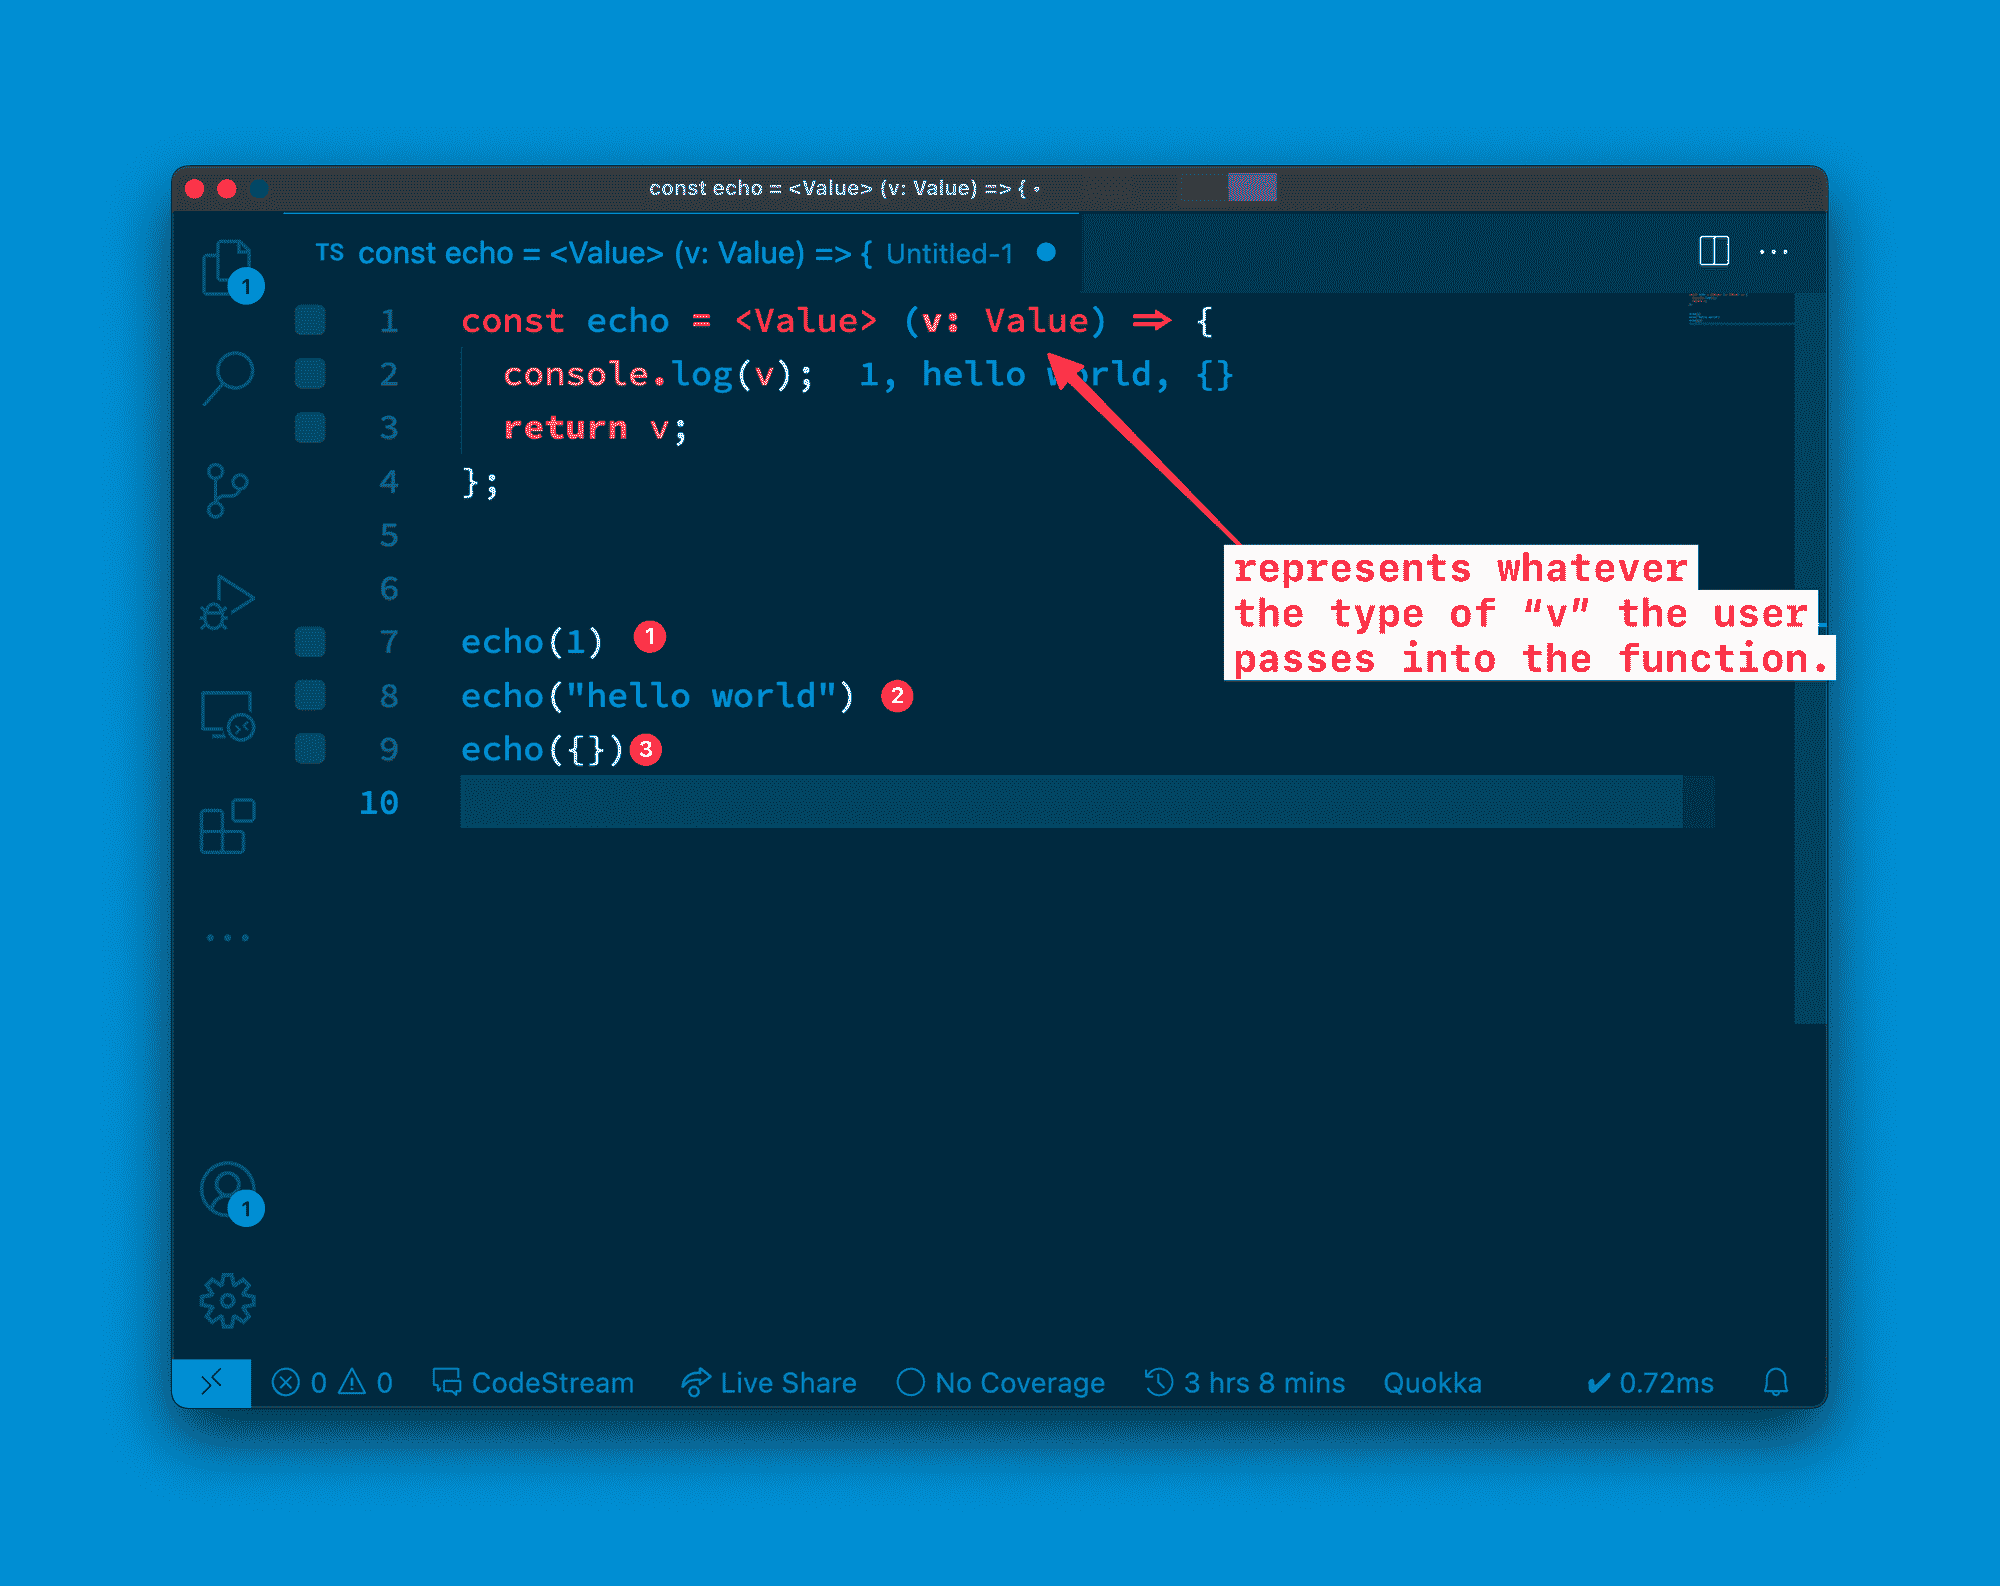 const echo = <Value> (v: Value) => { •
TS const echo = <Value> (v: Value) => { Untitled-1
1
1 const echo = <Value> (v: Value) => {
2 console.log(v); 1, hello world, {}
3 return v;
4 };
5
6
represents whatever
the type of “v” the user
passes into the function.
7 echo(1) 1
8 echo("hello world") 2
9 echo({}) 3
10
1
0 0 CodeStream Live Share No Coverage 3 hrs 8 mins Quokka ✔ 0.72ms